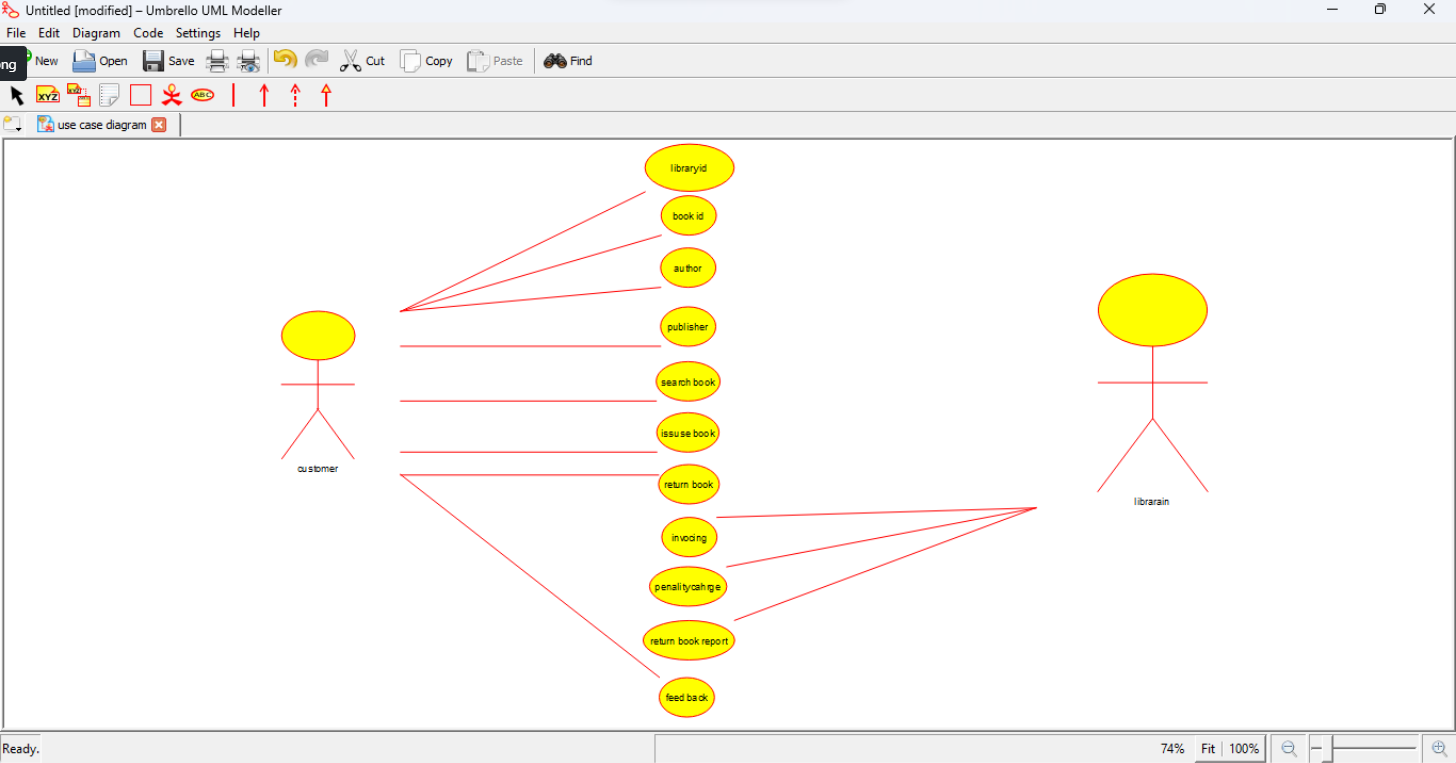 Untitled [modified] – Umbrello UML Modeller
File Edit Diagram Code Settings Help
ng New Open Save Cut Copy Paste Find
XYZ XYZ ABC
use case diagram
libraryid
book id
author
publisher
search book
issuse book
return book
customer
invocing
librarain
penalitycahrge
return book report
feed back
Ready. 74% Fit 100%